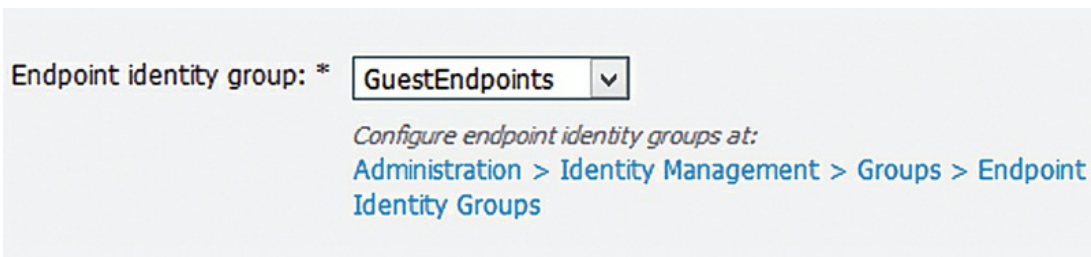 Endpoint identity group: * GuestEndpoints
Configure endpoint identity groups at:
Administration > Identity Management > Groups > Endpoint
Identity Groups